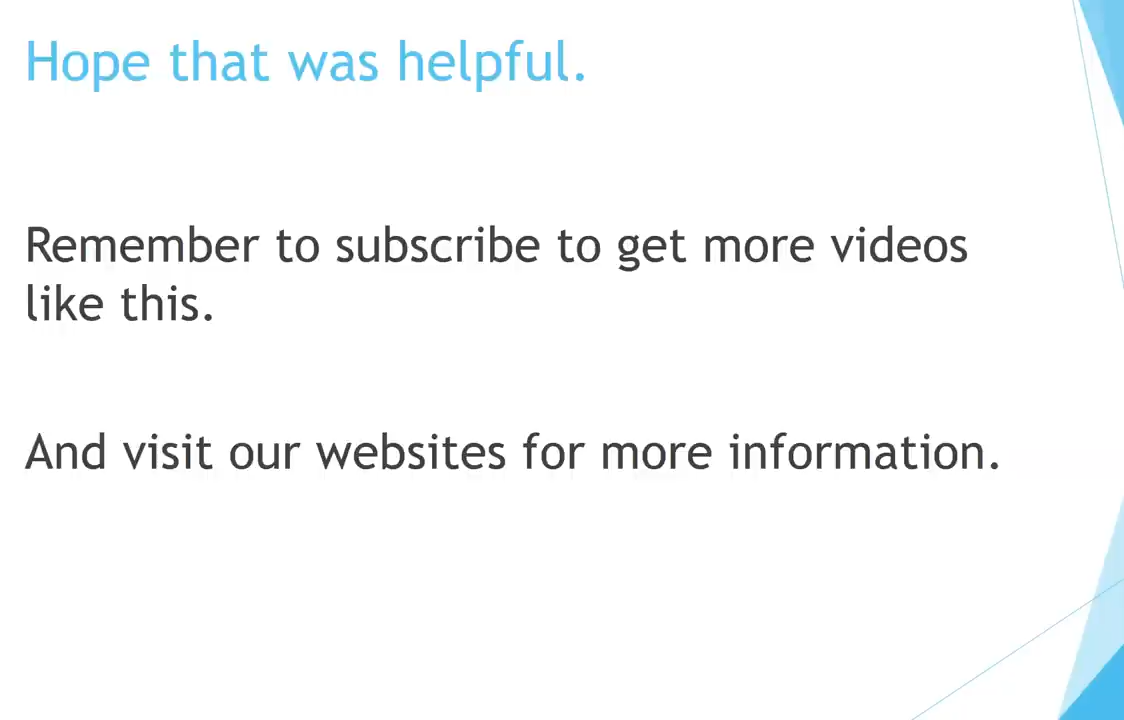 Hope that was helpful.
Remember to subscribe to get more videos
like this.
And visit our websites for more information.